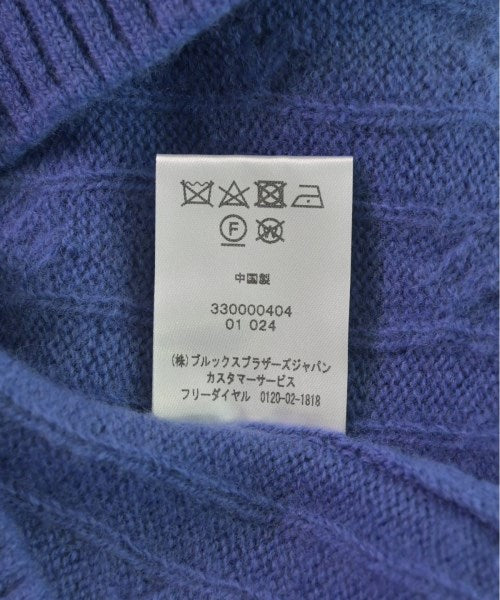 F W
中国製
330000404
01 024
(株)ブルックスブラザーズジャパン
カスタマーサービス
フリーダイヤル 0120-02-1818